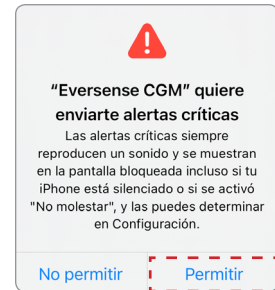 “Eversense CGM” quiere
enviarte alertas críticas
Las alertas críticas siempre
reproducen un sonido y se muestran
en la pantalla bloqueada incluso si tu
iPhone está silenciado o si se activó
"No molestar", y las puedes determinar
en Configuración.
No permitir Permitir